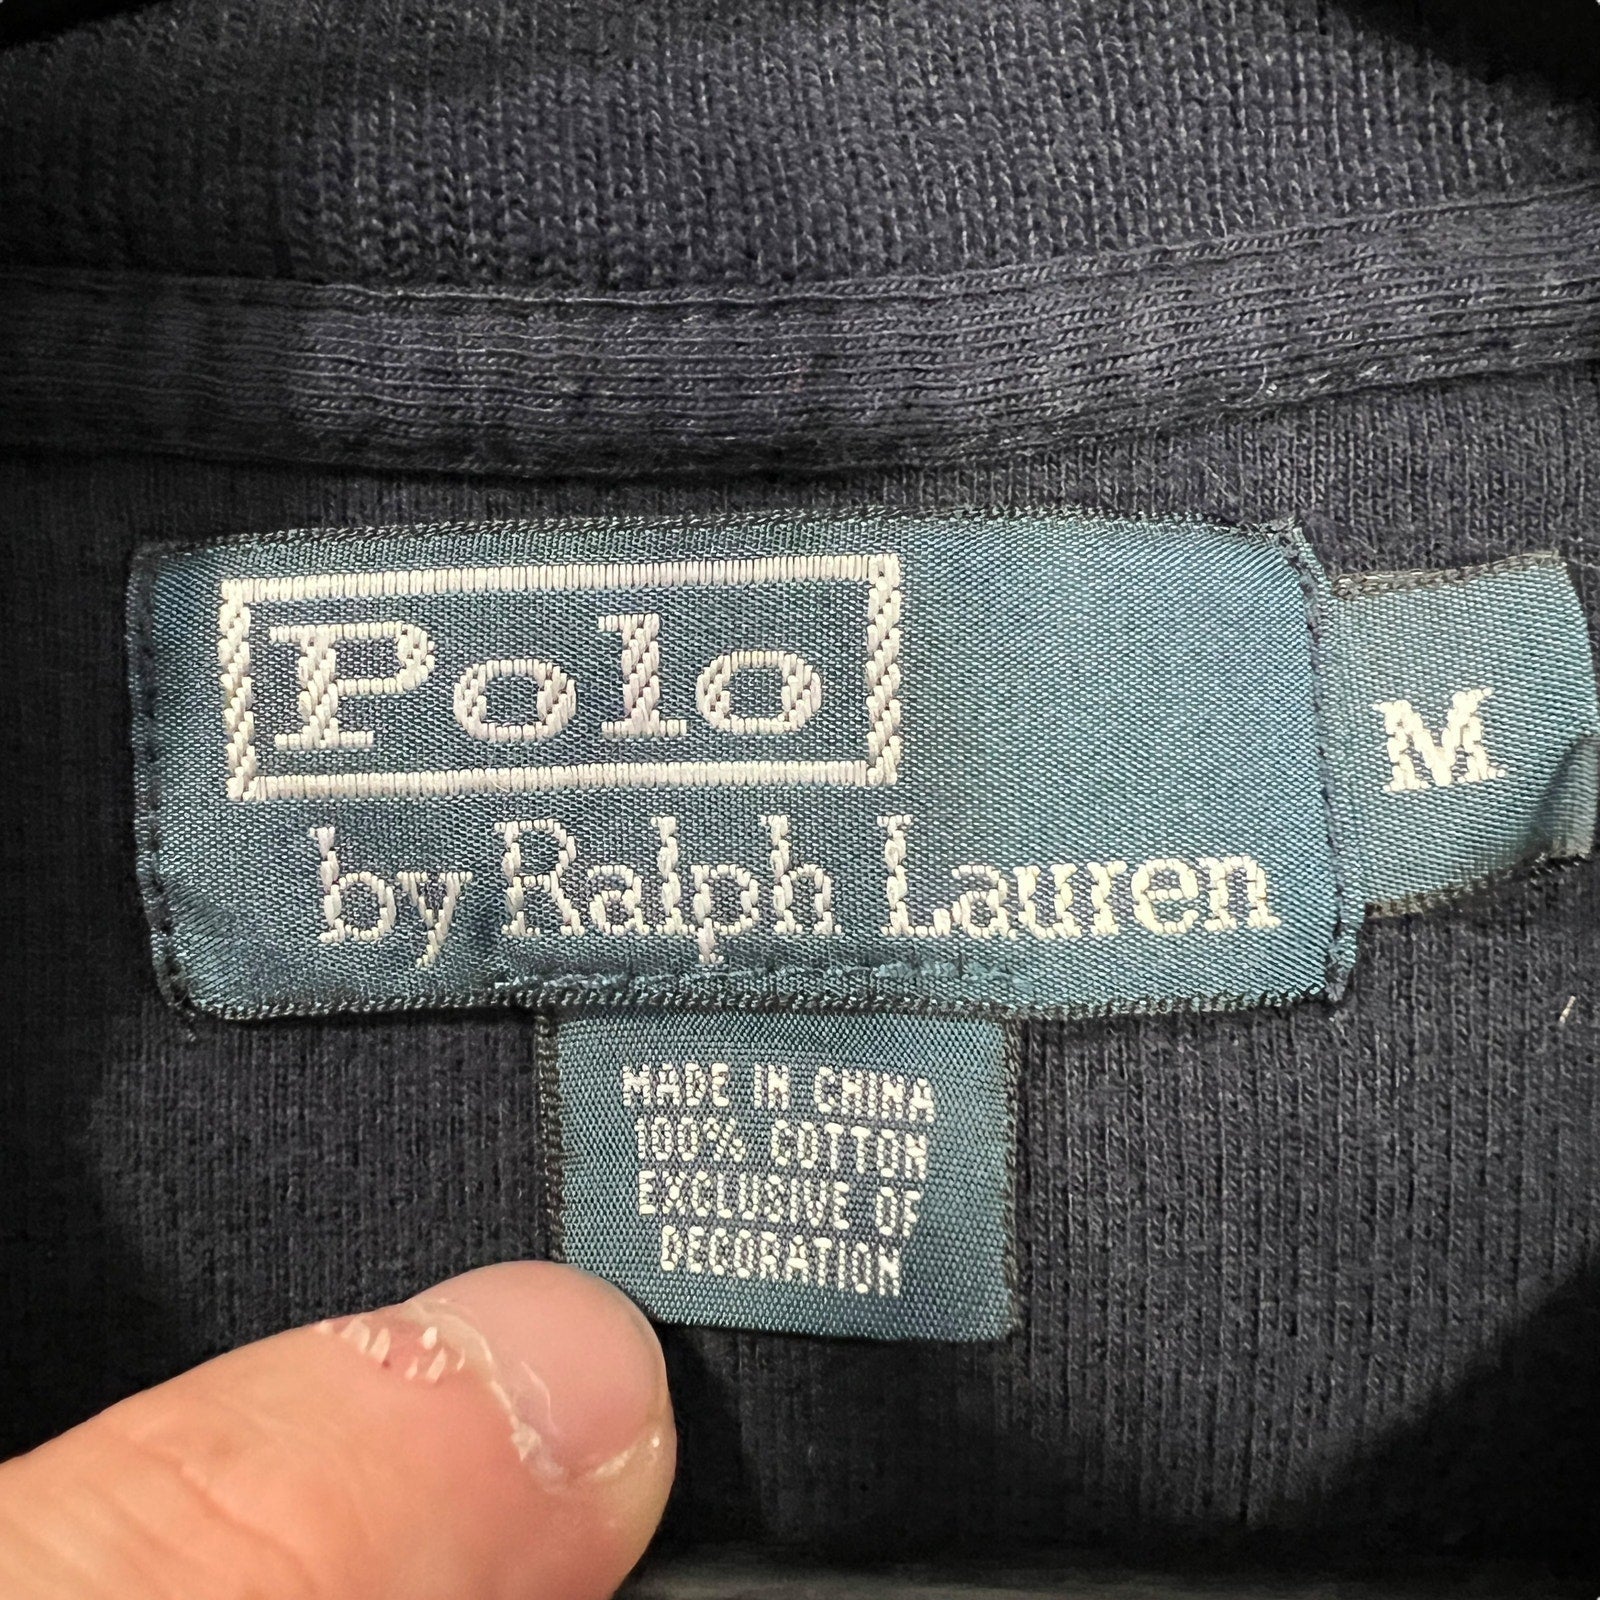 Polo
by Ralph Lauren
M
MADE IN CHINA
100% COTTON
EXCLUSIVE OF
DECORATION